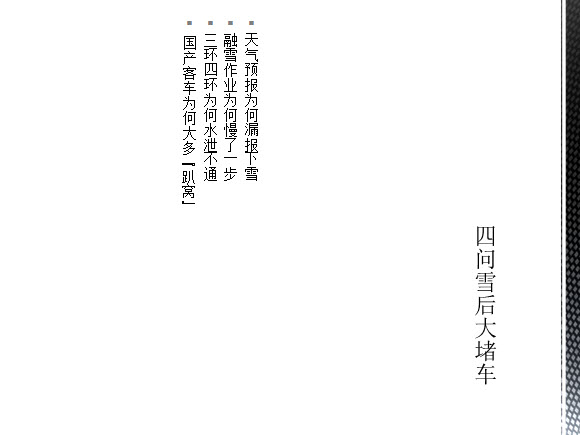 四问雪后大堵车
天气预报为何漏报下雪
融雪作业为何慢了一步
三环四环为何水泄不通
国产客车为何大多“趴窝”